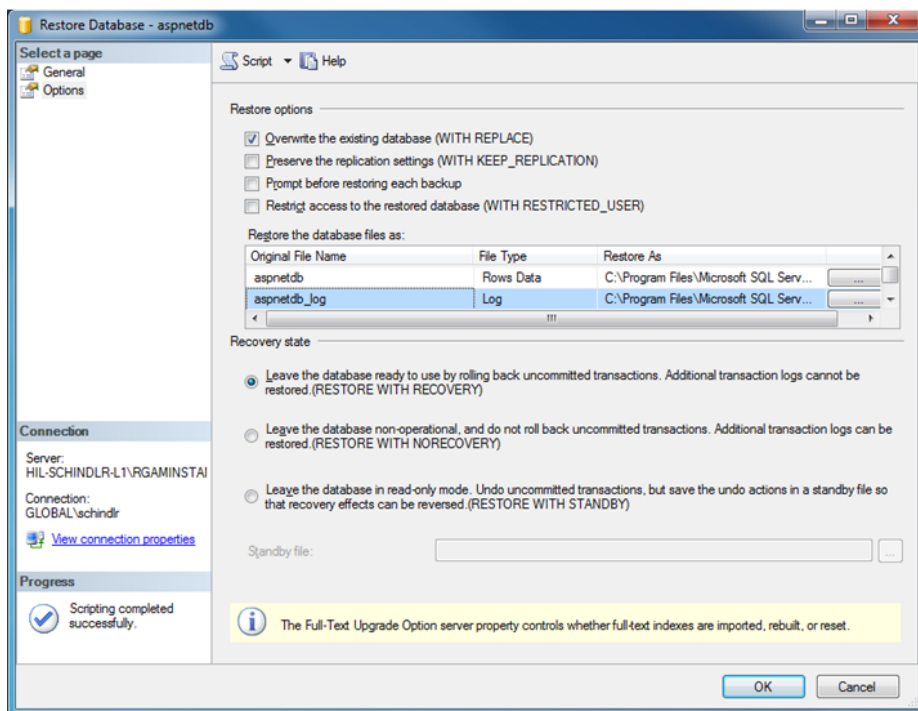 Restore Database - aspnetdb
Select a page
General
Options
Script
Help
Restore options
Overwrite the existing database (WITH REPLACE)
Preserve the replication settings (WITH KEEP_REPLICATION)
Prompt before restoring each backup
Restrict access to the restored database (WITH RESTRICTED_USER)
Restore the database files as:
Original File Name File Type Restore As
aspnetdb Rows Data C:\Program Files\Microsoft SQL Serv... ...
aspnetdb_log Log C:\Program Files\Microsoft SQL Serv... ...
Recovery state
Leave the database ready to use by rolling back uncommitted transactions. Additional transaction logs cannot be
restored.(RESTORE WITH RECOVERY)
Leave the database non-operational, and do not roll back uncommitted transactions. Additional transaction logs can be
restored.(RESTORE WITH NORECOVERY)
Leave the database in read-only mode. Undo uncommitted transactions, but save the undo actions in a standby file so
that recovery effects can be reversed.(RESTORE WITH STANDBY)
Standby file:
...
Connection
Server:
HIL-SCHINDLR-L1\RGAMINSTAI
Connection:
GLOBAL\schindlr
View connection properties
Progress
Scripting completed
successfully.
The Full-Text Upgrade Option server property controls whether full-text indexes are imported, rebuilt, or reset.
OK
Cancel